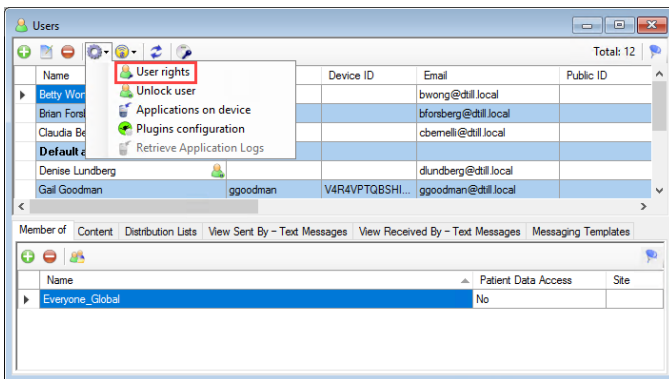 Users
Total: 12
Name Device ID Email Public ID
User rights
Unlock user
Applications on device
Plugins configuration
Retrieve Application Logs
Betty Won bwong@dtill.local
Brian Forsl bforsberg@dtill.local
Claudia Be cbemelli@dtill.local
Default a
Denise Lundberg dlundberg@dtill.local
Gail Goodman ggoodman V4R4VPTQBSHI... ggoodman@dtill.local
Member of Content Distribution Lists View Sent By - Text Messages View Received By - Text Messages Messaging Templates
Name Patient Data Access Site
Everyone_Global No